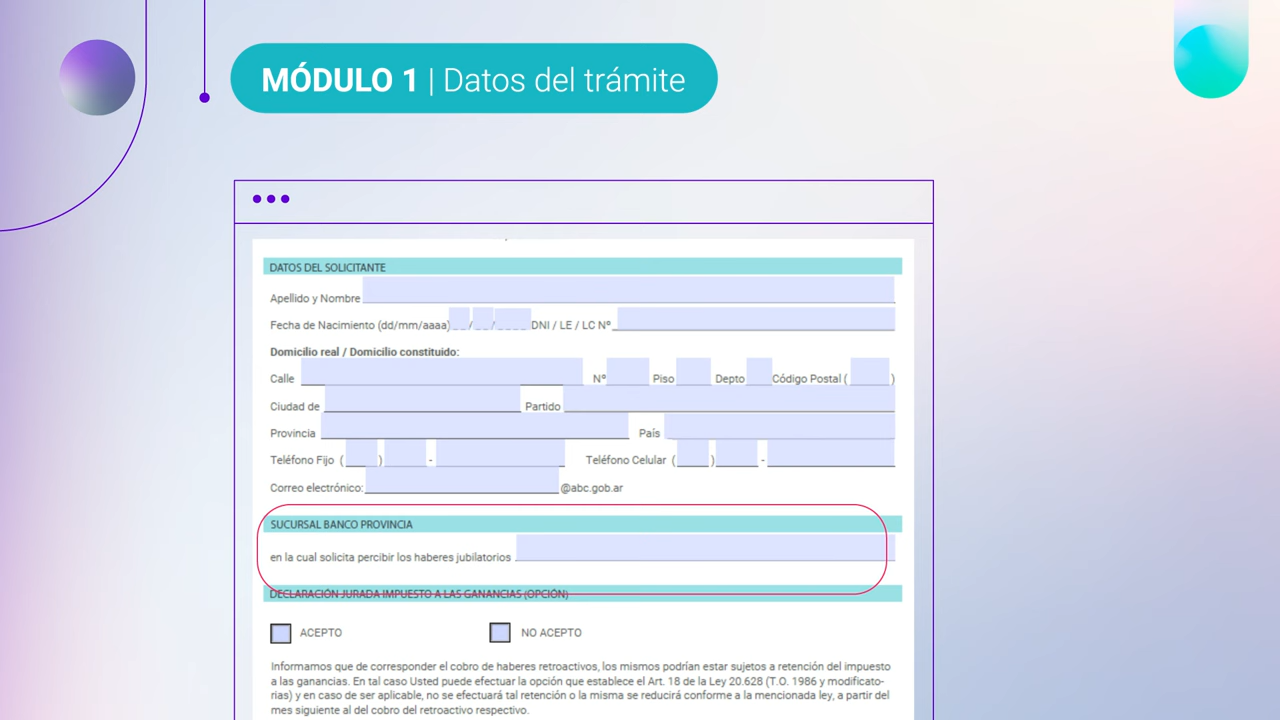 MÓDULO 1 | Datos del trámite
DATOS DEL SOLICITANTE
Apellido y Nombre
Fecha de Nacimiento (dd/mm/aaaa) / / DNI / LE / LC Nº
Domicilio real / Domicilio constituido:
Calle Nº Piso Depto Código Postal ( )
Ciudad de Partido
Provincia País
Teléfono Fijo ( ) - Teléfono Celular ( ) -
Correo electrónico: @abc.gob.ar
SUCURSAL BANCO PROVINCIA
en la cual solicita percibir los haberes jubilatorios
DECLARACIÓN JURADA IMPUESTO A LAS GANANCIAS (OPCIÓN)
ACEPTO NO ACEPTO
Informamos que de corresponder el cobro de haberes retroactivos, los mismos podrían estar sujetos a retención del impuesto
a las ganancias. En tal caso Usted puede efectuar la opción que establece el Art. 18 de la Ley 20.628 (T.O. 1986 y modificato-
rias) y en caso de ser aplicable, no se efectuará tal retención o la misma se reducirá conforme a la mencionada ley, a partir del
mes siguiente al del cobro del retroactivo respectivo.